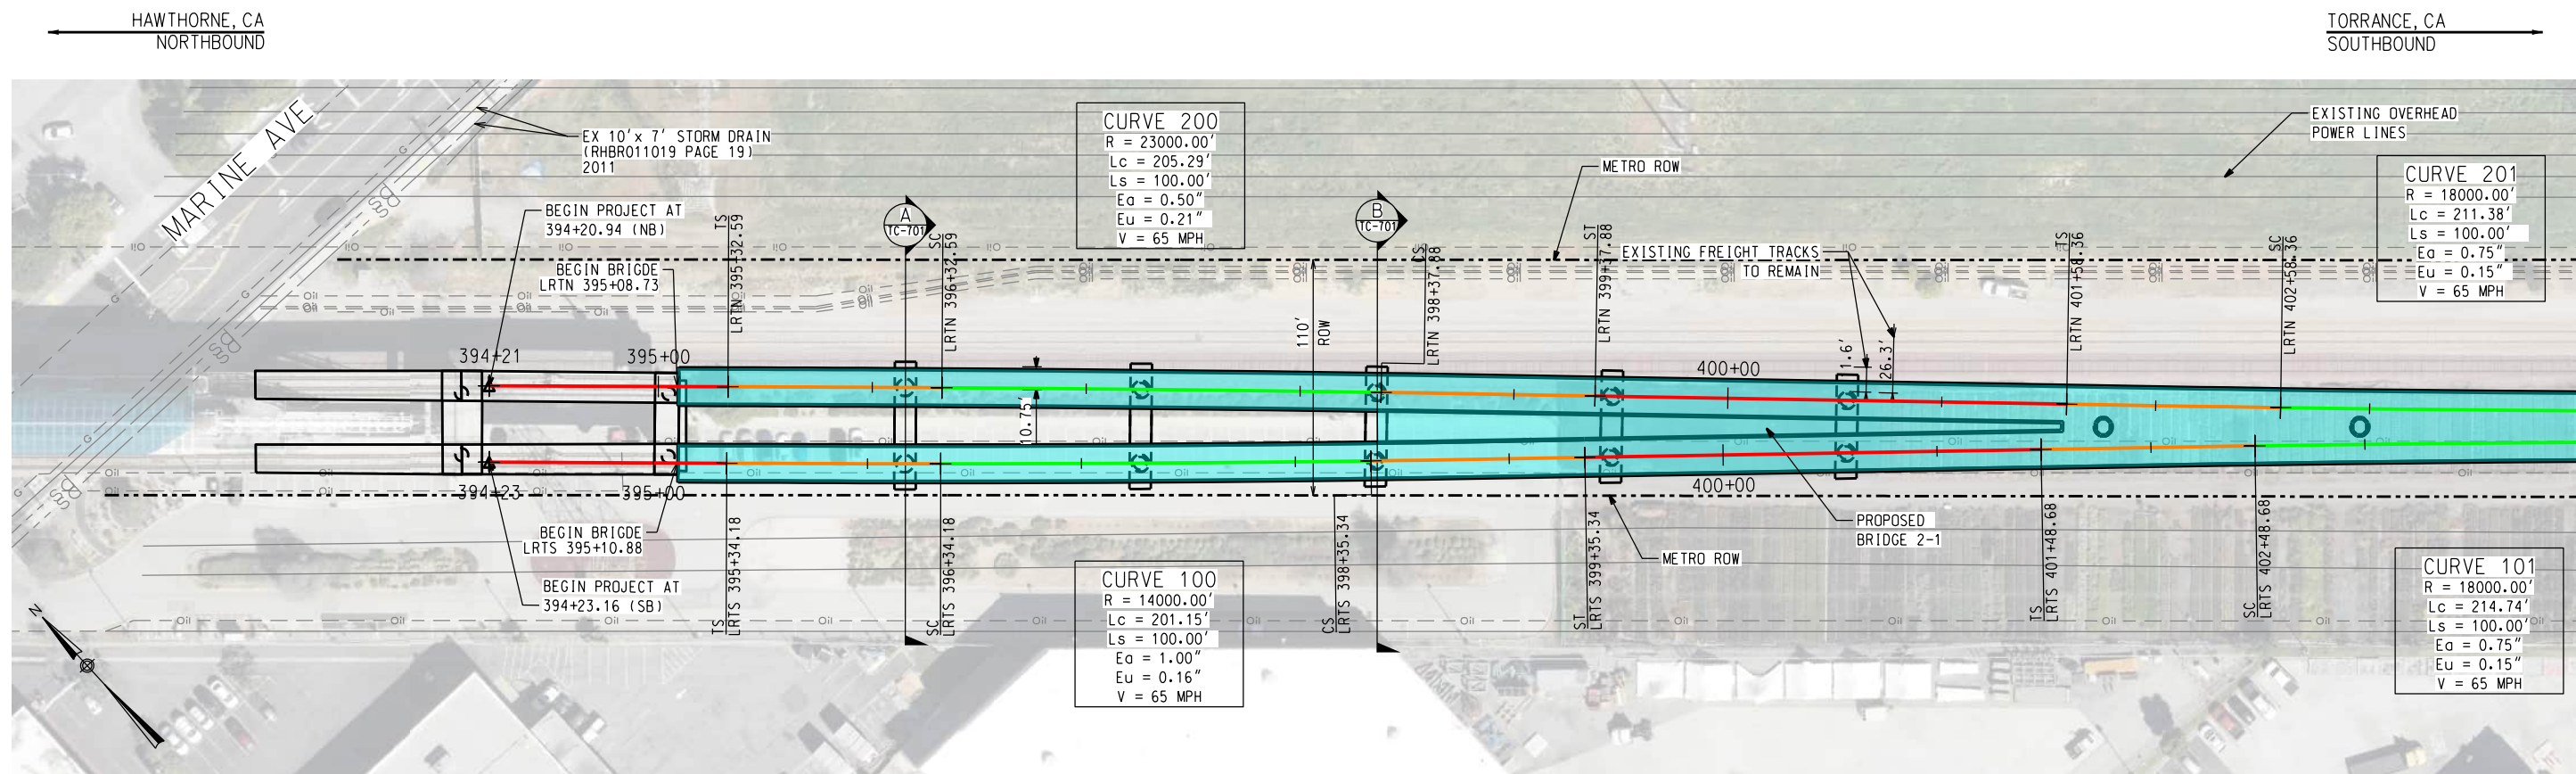 HAWTHORNE, CA
NORTHBOUND
TORRANCE, CA
SOUTHBOUND
MARINE AVE
EX 10'x 7' STORM DRAIN
(RHBR011019 PAGE 19)
2011
BEGIN PROJECT AT
394+20.94 (NB)
BEGIN BRIGDE
LRTN 395+08.73
TS
LRTN 395+32.59
A
TC-701
SC
LRTN 396+32.59
CURVE 200
R = 23000.00'
Lc = 205.29'
Ls = 100.00'
Ea = 0.50"
Eu = 0.21"
V = 65 MPH
B
TC-701
CS
LRTN 398+37.88
METRO ROW
ST
LRTN 399+37.88
EXISTING FREIGHT TRACKS
TO REMAIN
EXISTING OVERHEAD
POWER LINES
TS
LRTN 401+58.36
SC
LRTN 402+58.36
CURVE 201
R = 18000.00'
Lc = 211.38'
Ls = 100.00'
Ea = 0.75"
Eu = 0.15"
V = 65 MPH
110'
ROW
1.6'
26.3'
10.75'
394+21
395+00
400+00
394+23
395+00
400+00
BEGIN BRIGDE
LRTS 395+10.88
BEGIN PROJECT AT
394+23.16 (SB)
TS
LRTS 395+34.18
SC
LRTS 396+34.18
CURVE 100
R = 14000.00'
Lc = 201.15'
Ls = 100.00'
Ea = 1.00"
Eu = 0.16"
V = 65 MPH
CS
LRTS 398+35.34
ST
LRTS 399+35.34
METRO ROW
PROPOSED
BRIDGE 2-1
TS
LRTS 401+48.68
SC
LRTS 402+48.68
CURVE 101
R = 18000.00'
Lc = 214.74'
Ls = 100.00'
Ea = 0.75"
Eu = 0.15"
V = 65 MPH
N
G
Oil